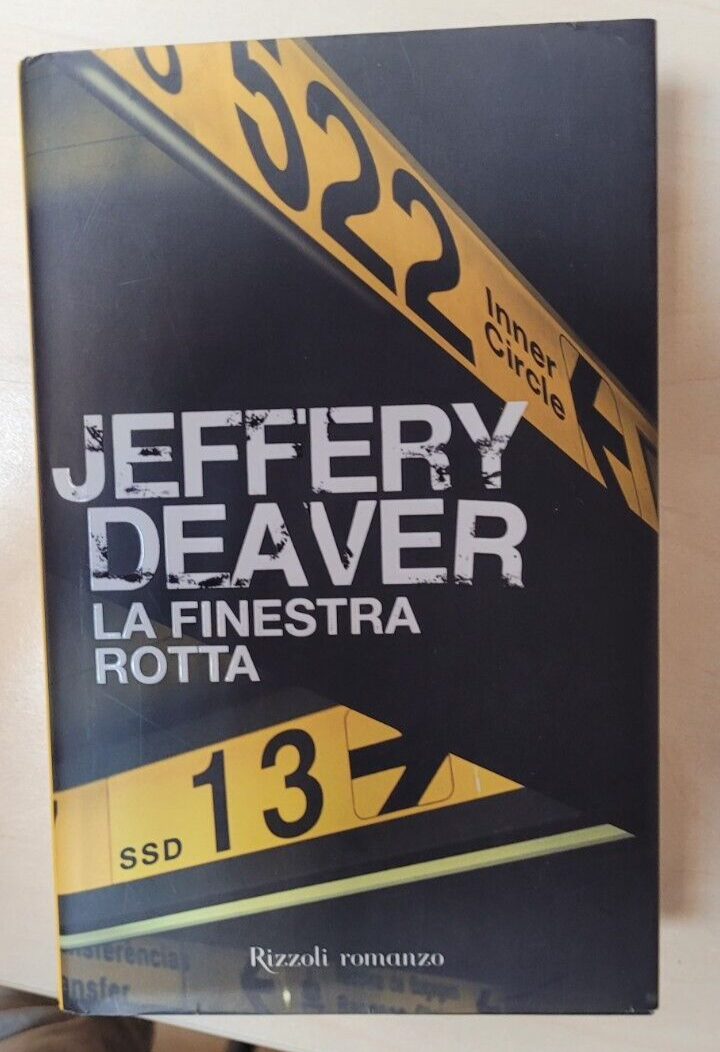 522
Inner
Circle
JEFFERY
DEAVER
LA FINESTRA
ROTTA
SSD 13
Rizzoli romanzo